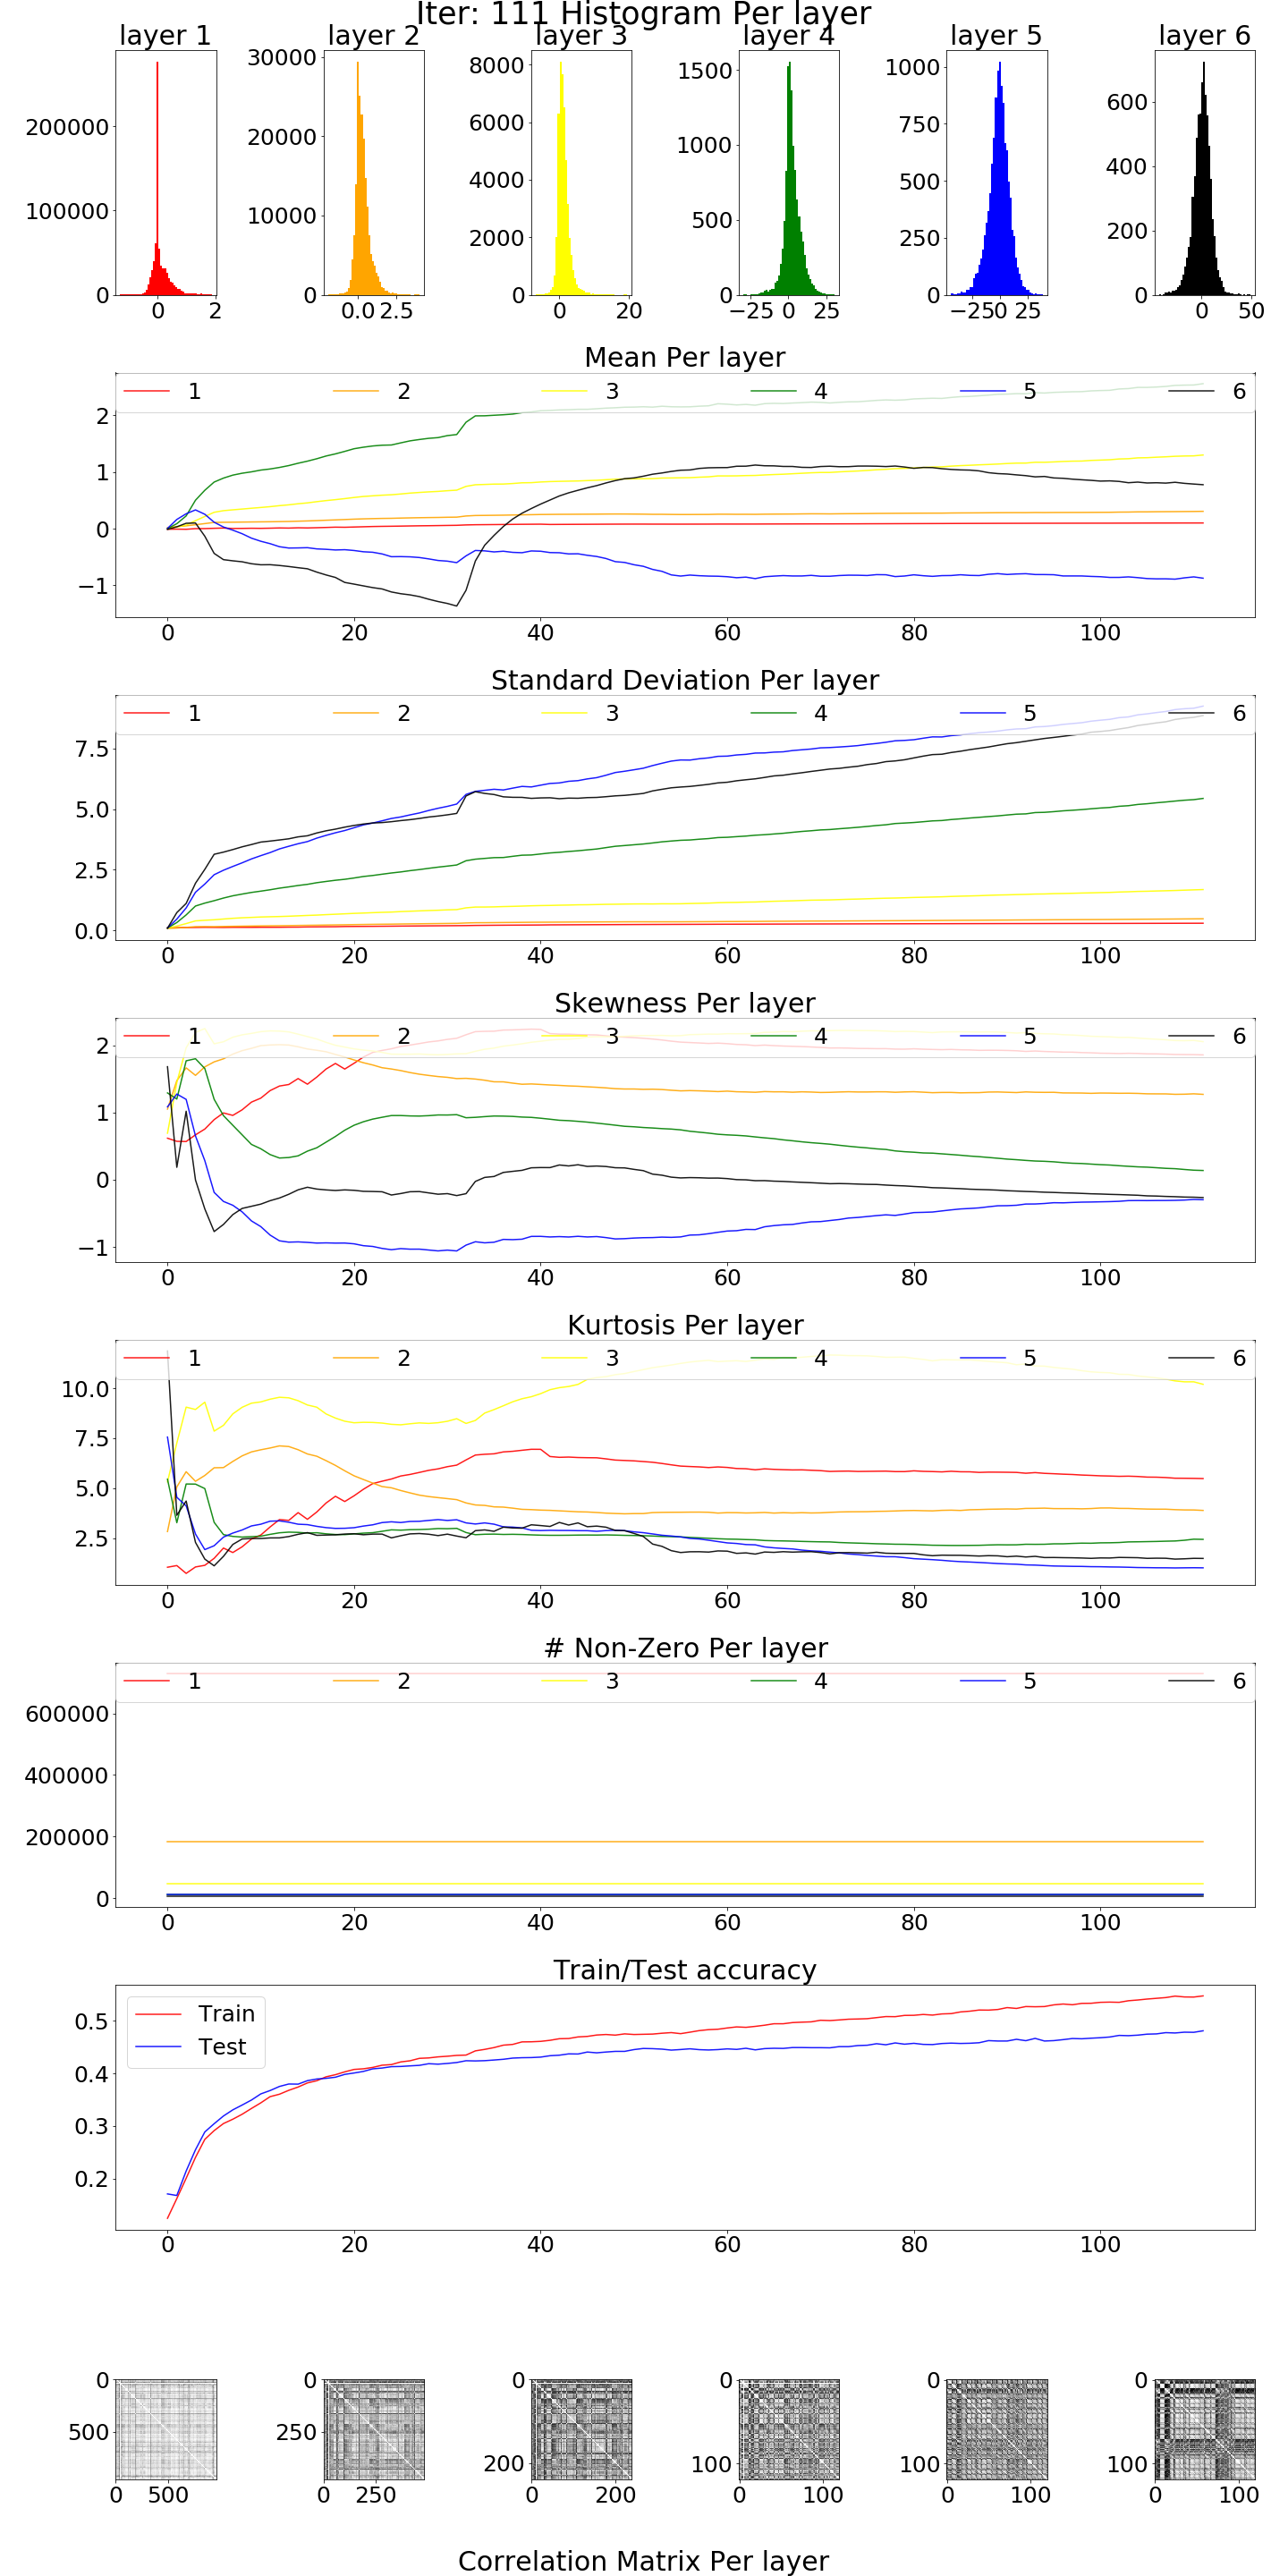 Iter: 111 Histogram Per layer
layer 1 layer 2 layer 3 layer 4 layer 5 layer 6
200000 100000 0 0 2
30000 20000 10000 0 0.0 2.5
8000 6000 4000 2000 0 0 20
1500 1000 500 0 −25 0 25
1000 750 500 250 0 −25 0 25
600 400 200 0 0 50
Mean Per layer
1 2 3 4 5 6
2
1
0
−1
0 20 40 60 80 100
Standard Deviation Per layer
1 2 3 4 5 6
7.5
5.0
2.5
0.0
0 20 40 60 80 100
Skewness Per layer
1 2 3 4 5 6
2
1
0
−1
0 20 40 60 80 100
Kurtosis Per layer
1 2 3 4 5 6
10.0
7.5
5.0
2.5
0 20 40 60 80 100
# Non-Zero Per layer
1 2 3 4 5 6
600000
400000
200000
0
0 20 40 60 80 100
Train/Test accuracy
Train
Test
0.5
0.4
0.3
0.2
0 20 40 60 80 100
0 500 0 500
0 250 0 250
0 200 0 200
0 100 0 100
0 100 0 100
0 100 0 100
Correlation Matrix Per layer